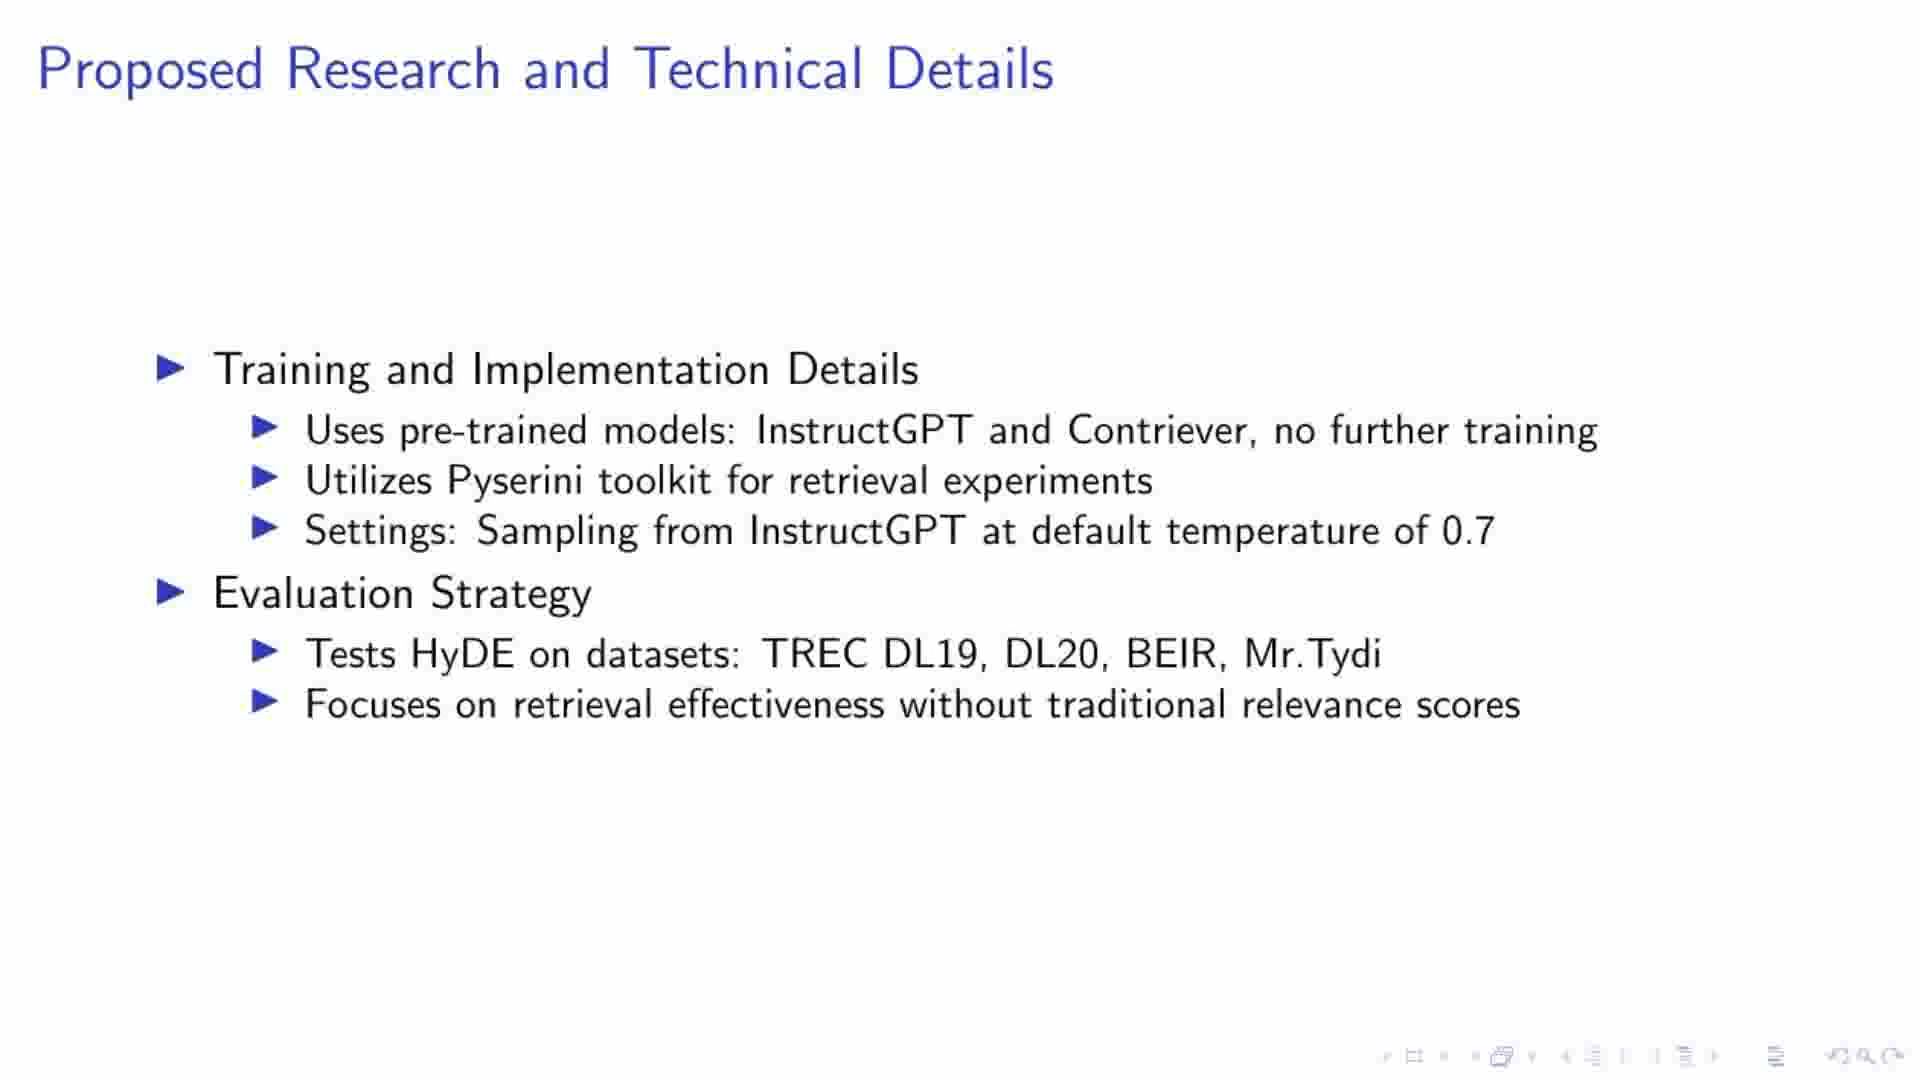 Proposed Research and Technical Details
Training and Implementation Details
Uses pre-trained models: InstructGPT and Contriever, no further training
Utilizes Pyserini toolkit for retrieval experiments
Settings: Sampling from InstructGPT at default temperature of 0.7
Evaluation Strategy
Tests HyDE on datasets: TREC DL19, DL20, BEIR, Mr.Tydi
Focuses on retrieval effectiveness without traditional relevance scores